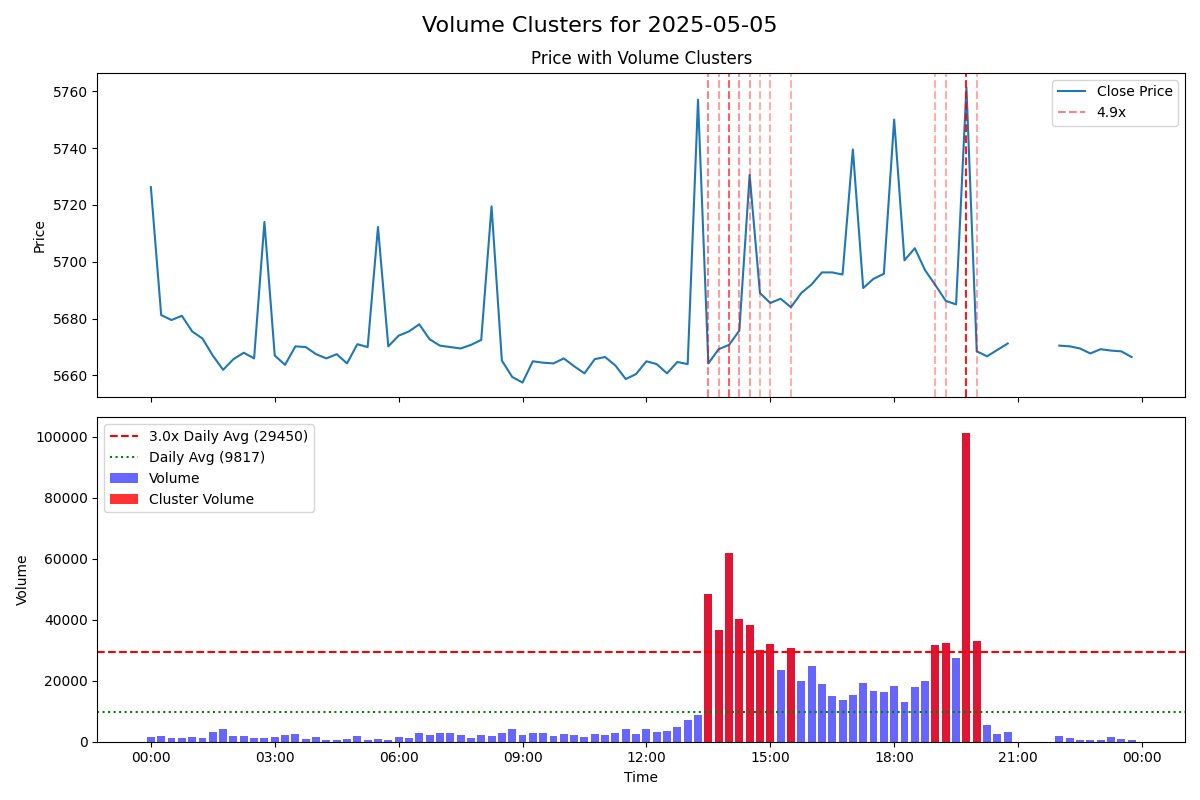 Volume Clusters for 2025-05-05
Price with Volume Clusters
5760
5740
5720
5700
5680
5660
Price
Close Price
4.9x
100000
80000
60000
40000
20000
0
Volume
3.0x Daily Avg (29450)
Daily Avg (9817)
Volume
Cluster Volume
00:00 03:00 06:00 09:00 12:00 15:00 18:00 21:00 00:00
Time